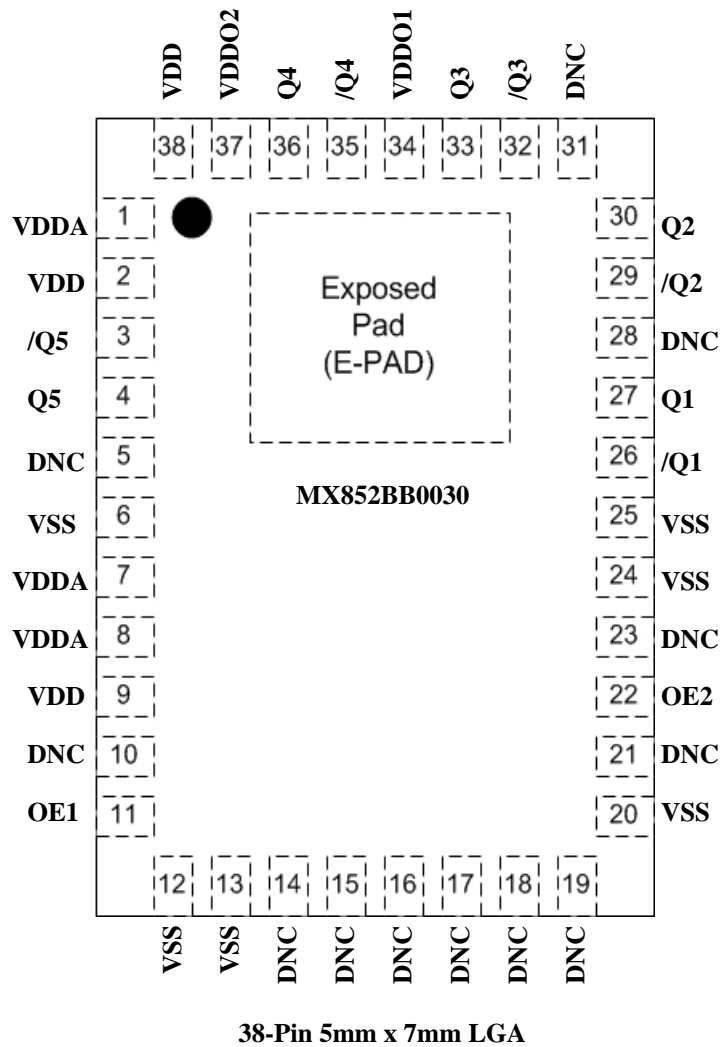 VDD VDDO2 Q4 /Q4 VDDO1 Q3 /Q3 DNC
38 37 36 35 34 33 32 31
VDDA 1 30 Q2
VDD 2 29 /Q2
/Q5 3 28 DNC
Q5 4 27 Q1
DNC 5 26 /Q1
VSS 6 25 VSS
VDDA 7 24 VSS
VDDA 8 23 DNC
VDD 9 22 OE2
DNC 10 21 DNC
OE1 11 20 VSS
Exposed
Pad
(E-PAD)
MX852BB0030
12 13 14 15 16 17 18 19
VSS VSS DNC DNC DNC DNC DNC DNC
38-Pin 5mm x 7mm LGA